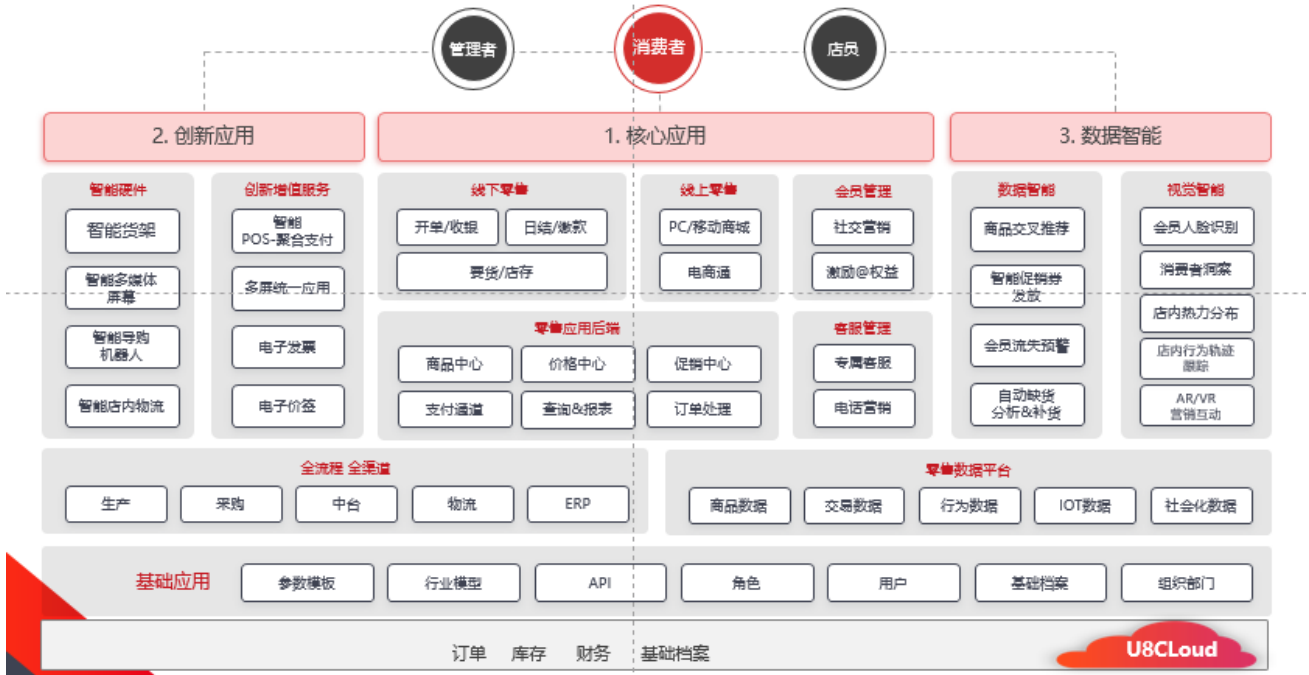 管理者
消费者
店员
2. 创新应用
1. 核心应用
3. 数据智能
智能硬件
智能货架
智能多媒体
屏幕
智能导购
机器人
智能店内物流
创新增值服务
智能
POS-聚合支付
多屏统一应用
电子发票
电子价签
线下零售
开单/收银
日结/缴款
要货/店存
线上零售
PC/移动商城
电商通
会员管理
社交营销
激励@权益
零售应用后端
商品中心
价格中心
促销中心
支付通道
查询&报表
订单处理
客服管理
专属客服
电话营销
数据智能
商品交叉推荐
智能促销券
发放
会员流失预警
自动缺货
分析&补货
视觉智能
会员人脸识别
消费者洞察
店内热力分布
店内行为轨迹
跟踪
AR/VR
营销互动
全流程 全渠道
生产
采购
中台
物流
ERP
零售数据平台
商品数据
交易数据
行为数据
IOT数据
社会化数据
基础应用
参数模板
行业模型
API
角色
用户
基础档案
组织部门
订单 库存 财务 基础档案
U8CLoud